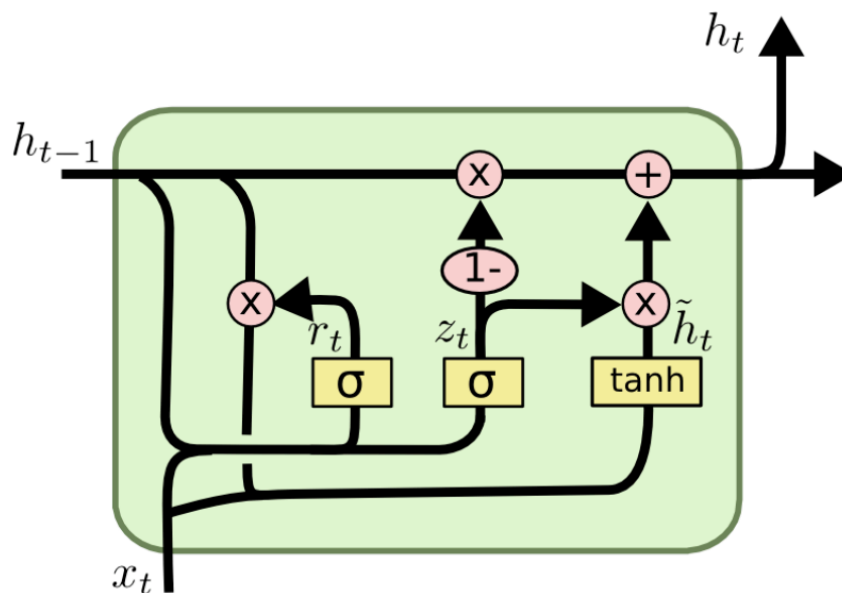 h_t
h_{t-1}
x
+
1-
x
x
r_t
z_t
h̃_t
σ
σ
tanh
x_t